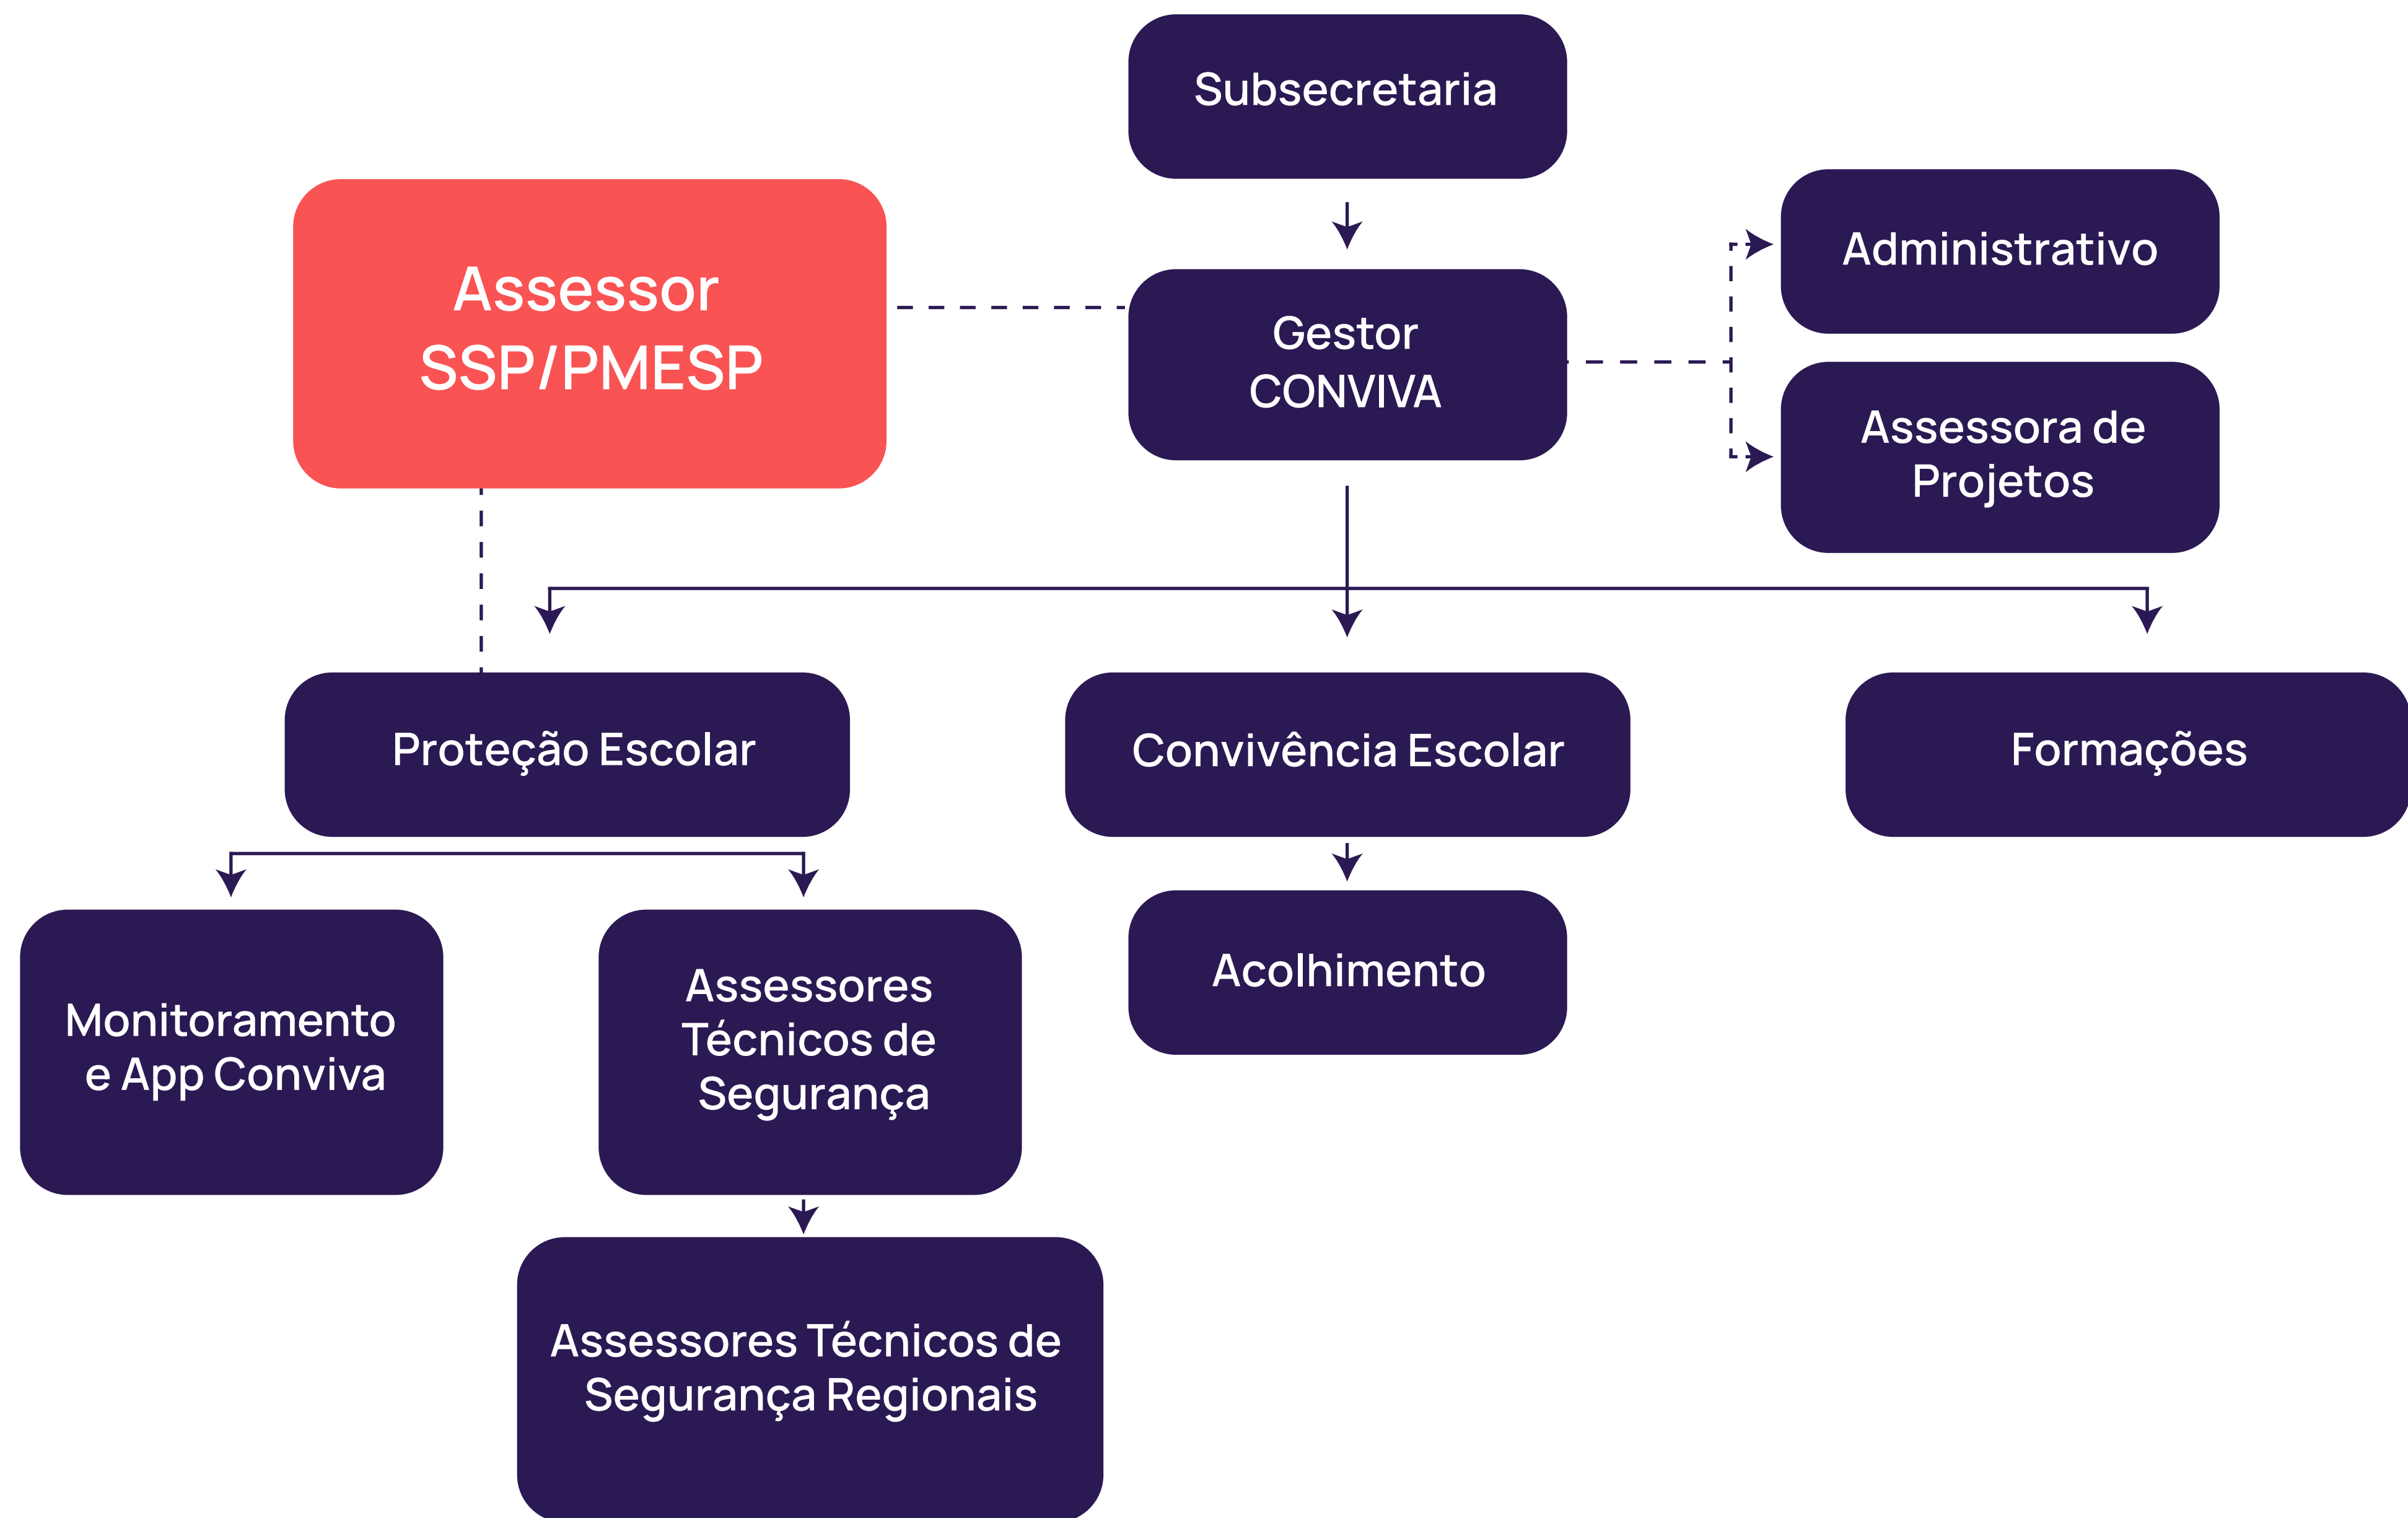 Subsecretaria
Assessor
SSP/PMESP
Gestor
CONVIVA
Administrativo
Assessora de
Projetos
Proteção Escolar
Convivência Escolar
Formações
Monitoramento
e App Conviva
Assessores
Técnicos de
Segurança
Acolhimento
Assessores Técnicos de
Segurança Regionais